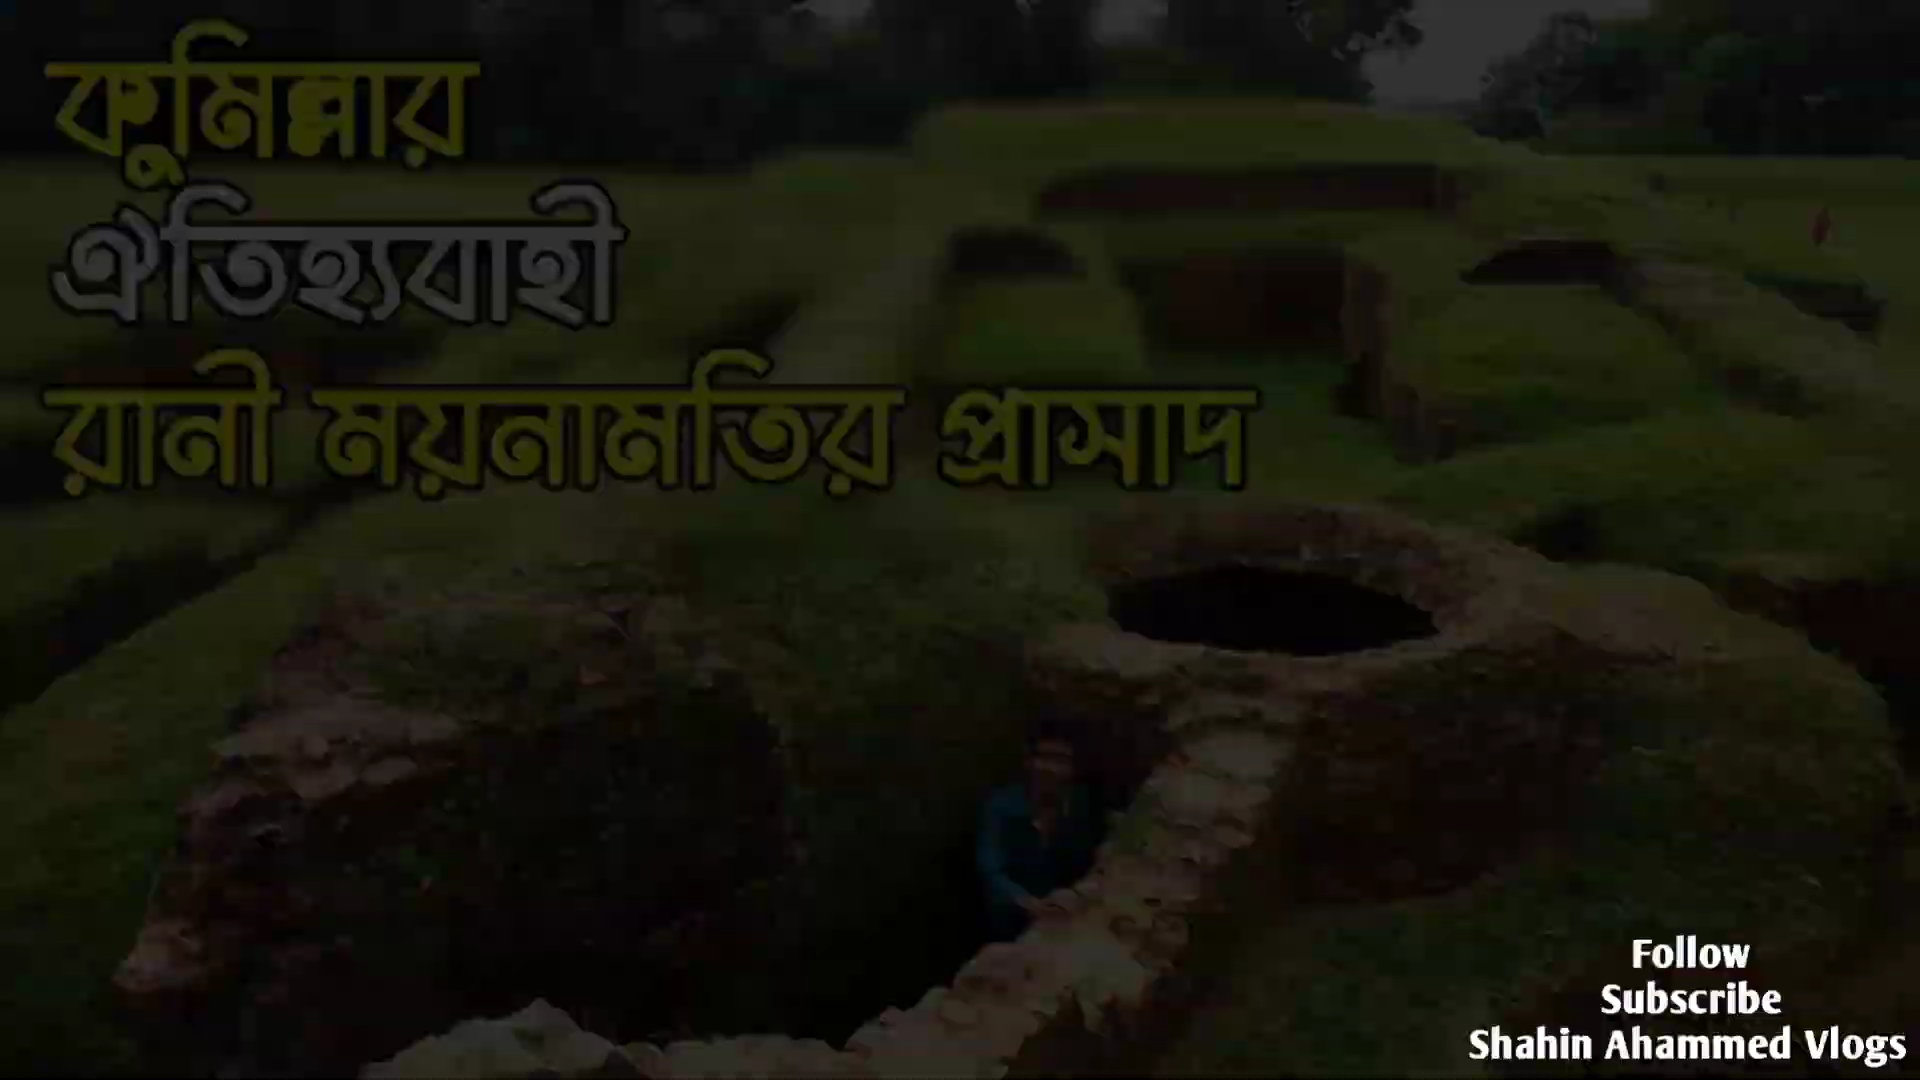 কুমিল্লার
ঐতিহ্যবাহী
রানী ময়নামতির প্রাসাদ
Follow
Subscribe
Shahin Ahammed Vlogs